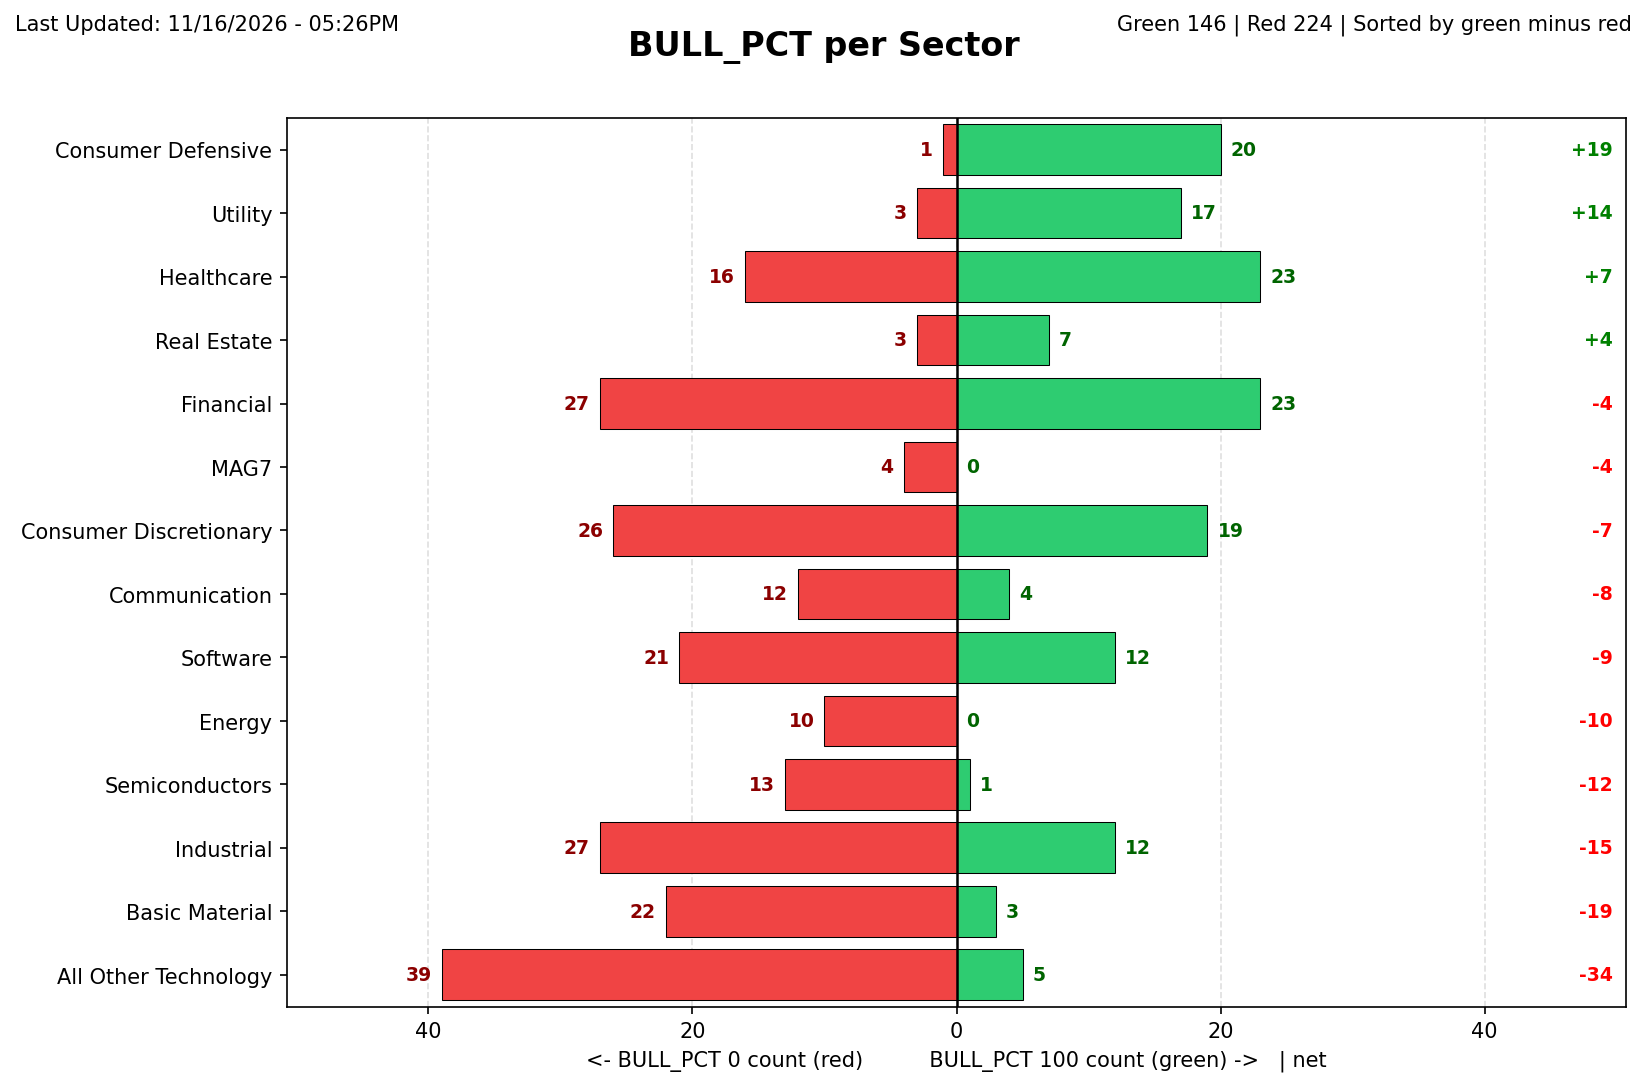 Last Updated: 11/16/2026 - 05:26PM
Green 146 | Red 224 | Sorted by green minus red
BULL_PCT per Sector
Consumer Defensive 1 20 +19
Utility 3 17 +14
Healthcare 16 23 +7
Real Estate 3 7 +4
Financial 27 23 -4
MAG7 4 0 -4
Consumer Discretionary 26 19 -7
Communication 12 4 -8
Software 21 12 -9
Energy 10 0 -10
Semiconductors 13 1 -12
Industrial 27 12 -15
Basic Material 22 3 -19
All Other Technology 39 5 -34
40 20 0 20 40
<- BULL_PCT 0 count (red) BULL_PCT 100 count (green) -> | net